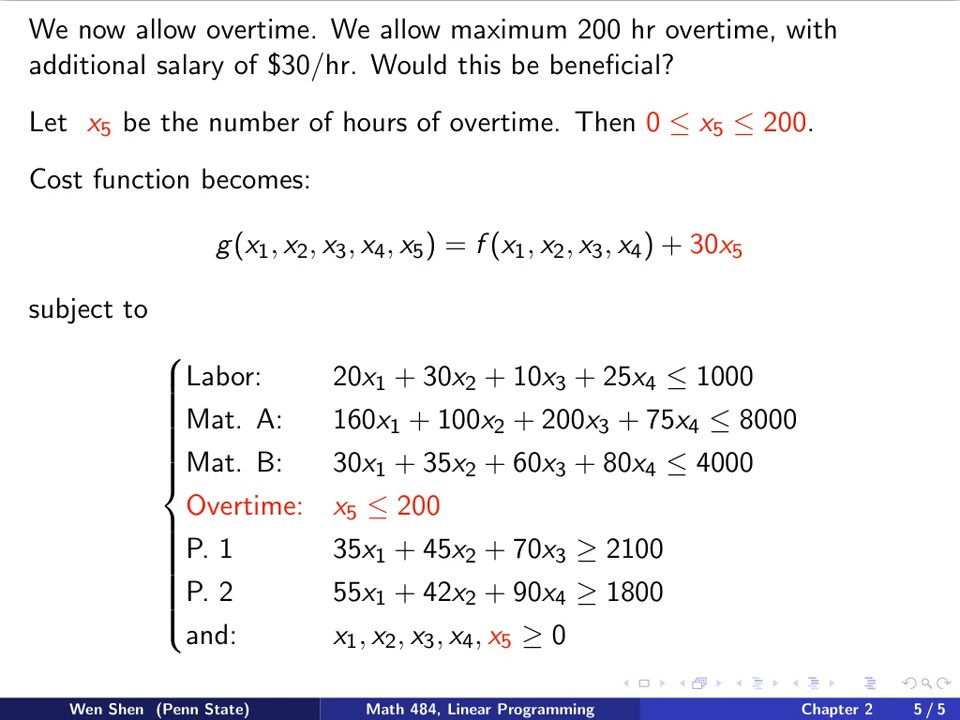 We now allow overtime. We allow maximum 200 hr overtime, with
additional salary of $30/hr. Would this be beneficial?
Let x₅ be the number of hours of overtime. Then 0 ≤ x₅ ≤ 200.
Cost function becomes:
g(x₁, x₂, x₃, x₄, x₅) = f(x₁, x₂, x₃, x₄) + 30x₅
subject to
Labor: 20x₁ + 30x₂ + 10x₃ + 25x₄ ≤ 1000
Mat. A: 160x₁ + 100x₂ + 200x₃ + 75x₄ ≤ 8000
Mat. B: 30x₁ + 35x₂ + 60x₃ + 80x₄ ≤ 4000
Overtime: x₅ ≤ 200
P. 1 35x₁ + 45x₂ + 70x₃ ≥ 2100
P. 2 55x₁ + 42x₂ + 90x₄ ≥ 1800
and: x₁, x₂, x₃, x₄, x₅ ≥ 0
Wen Shen (Penn State) Math 484, Linear Programming Chapter 2 5 / 5